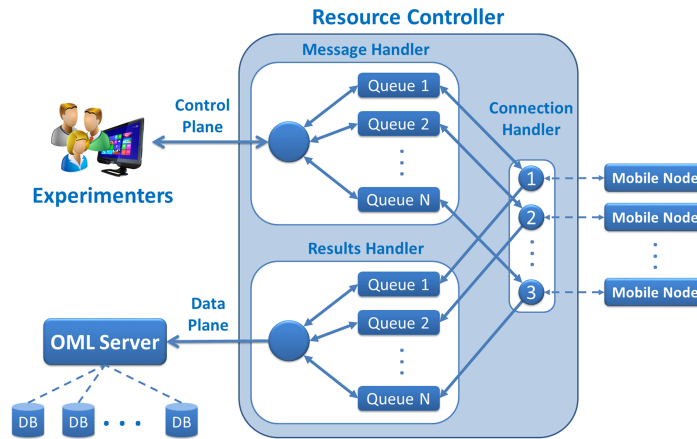 Resource Controller
Message Handler
Queue 1
Queue 2
Queue N
Control
Plane
Connection
Handler
Experimenters
1
2
3
Mobile Node
Mobile Node
Mobile Node
Results Handler
Queue 1
Queue 2
Queue N
Data
Plane
OML Server
DB
DB
DB